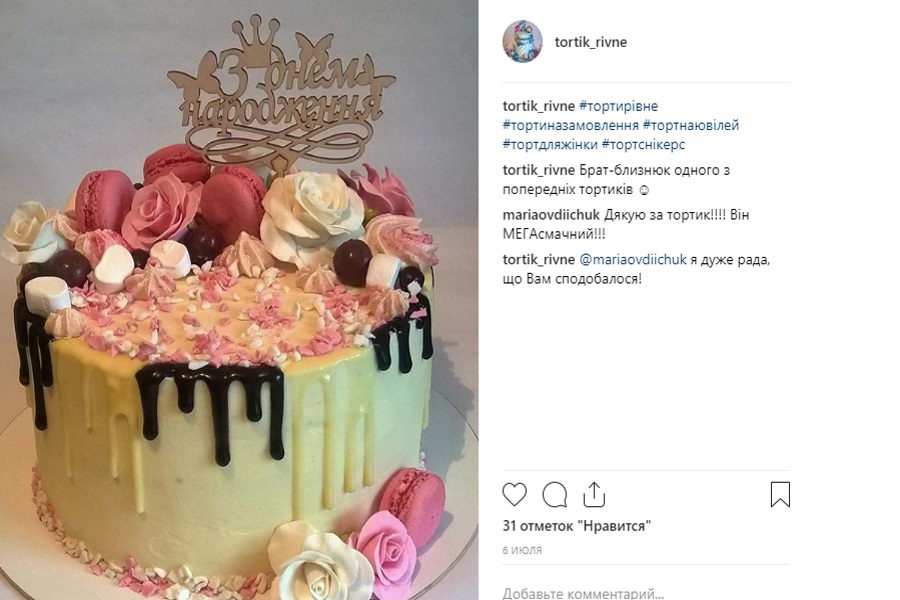 З днем
народження
tortik_rivne
tortik_rivne #тортирівне
#тортиназамовлення #тортнаювілей
#тортдляжінки #тортснікерс
tortik_rivne Брат-близнюк одного з
попередніх тортиків ☺
mariaovdiichuk Дякую за тортик!!!! Він
МЕГАсмачний!!!
tortik_rivne @mariaovdiichuk я дуже рада,
що Вам сподобалося!
31 отметок "Нравится"
6 ИЮЛЯ
Добавьте комментарий...